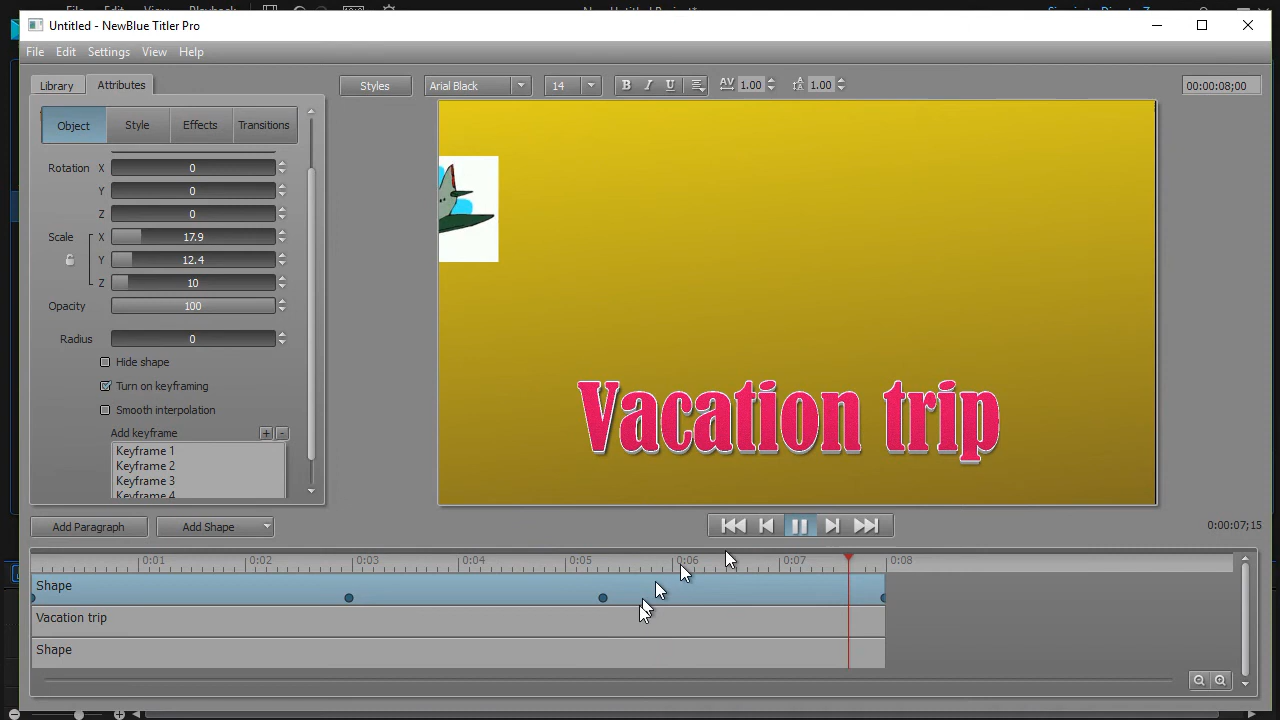 Untitled - NewBlue Titler Pro
File Edit Settings View Help
Library Attributes Styles Arial Black 14 B I U AV 1.00 1.00 00:00:08;00
Object Style Effects Transitions
Rotation X 0
Y 0
Z 0
Scale X 17.9
Y 12.4
Z 10
Opacity 100
Radius 0
Hide shape
Turn on keyframing
Smooth interpolation
Add keyframe + -
Keyframe 1
Keyframe 2
Keyframe 3
Keyframe 4
Vacation trip
Add Paragraph Add Shape 0:00:07;15
0:01 0:02 0:03 0:04 0:05 0:06 0:07 0:08
Shape
Vacation trip
Shape